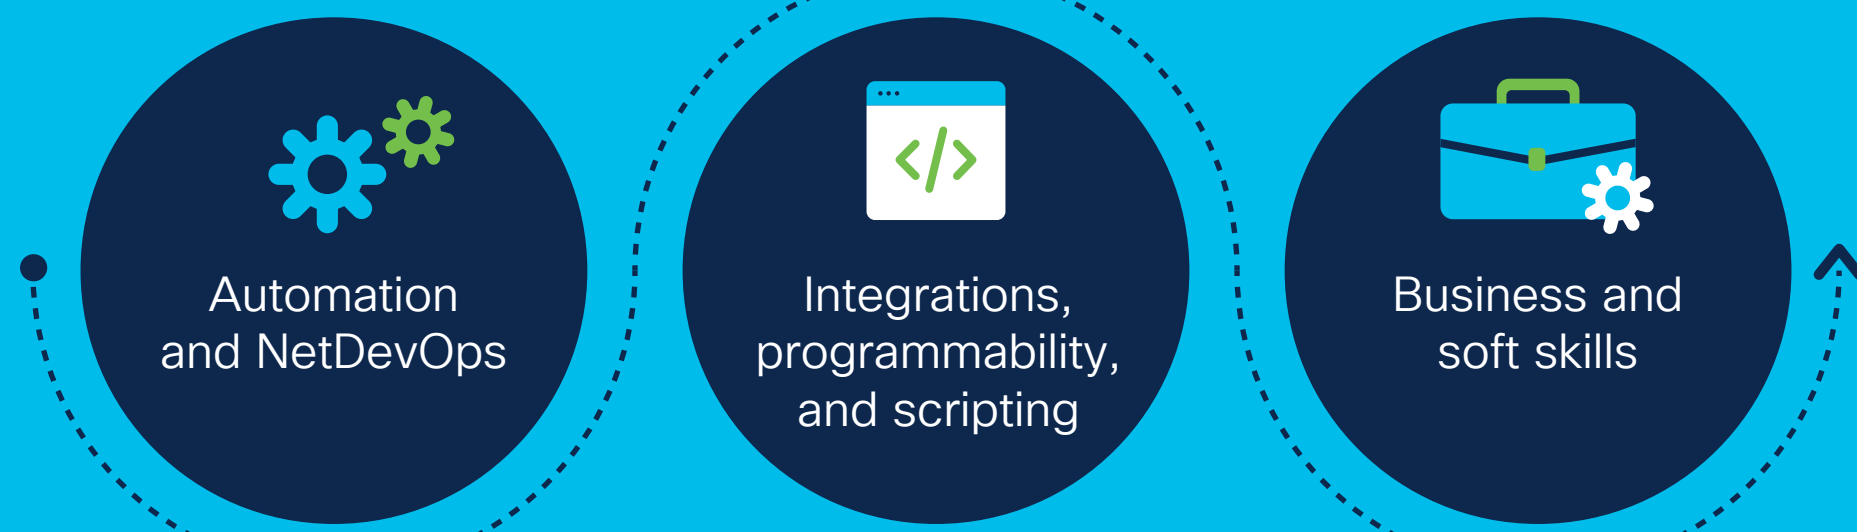 Automation
and NetDevOps
Integrations,
programmability,
and scripting
Business and
soft skills